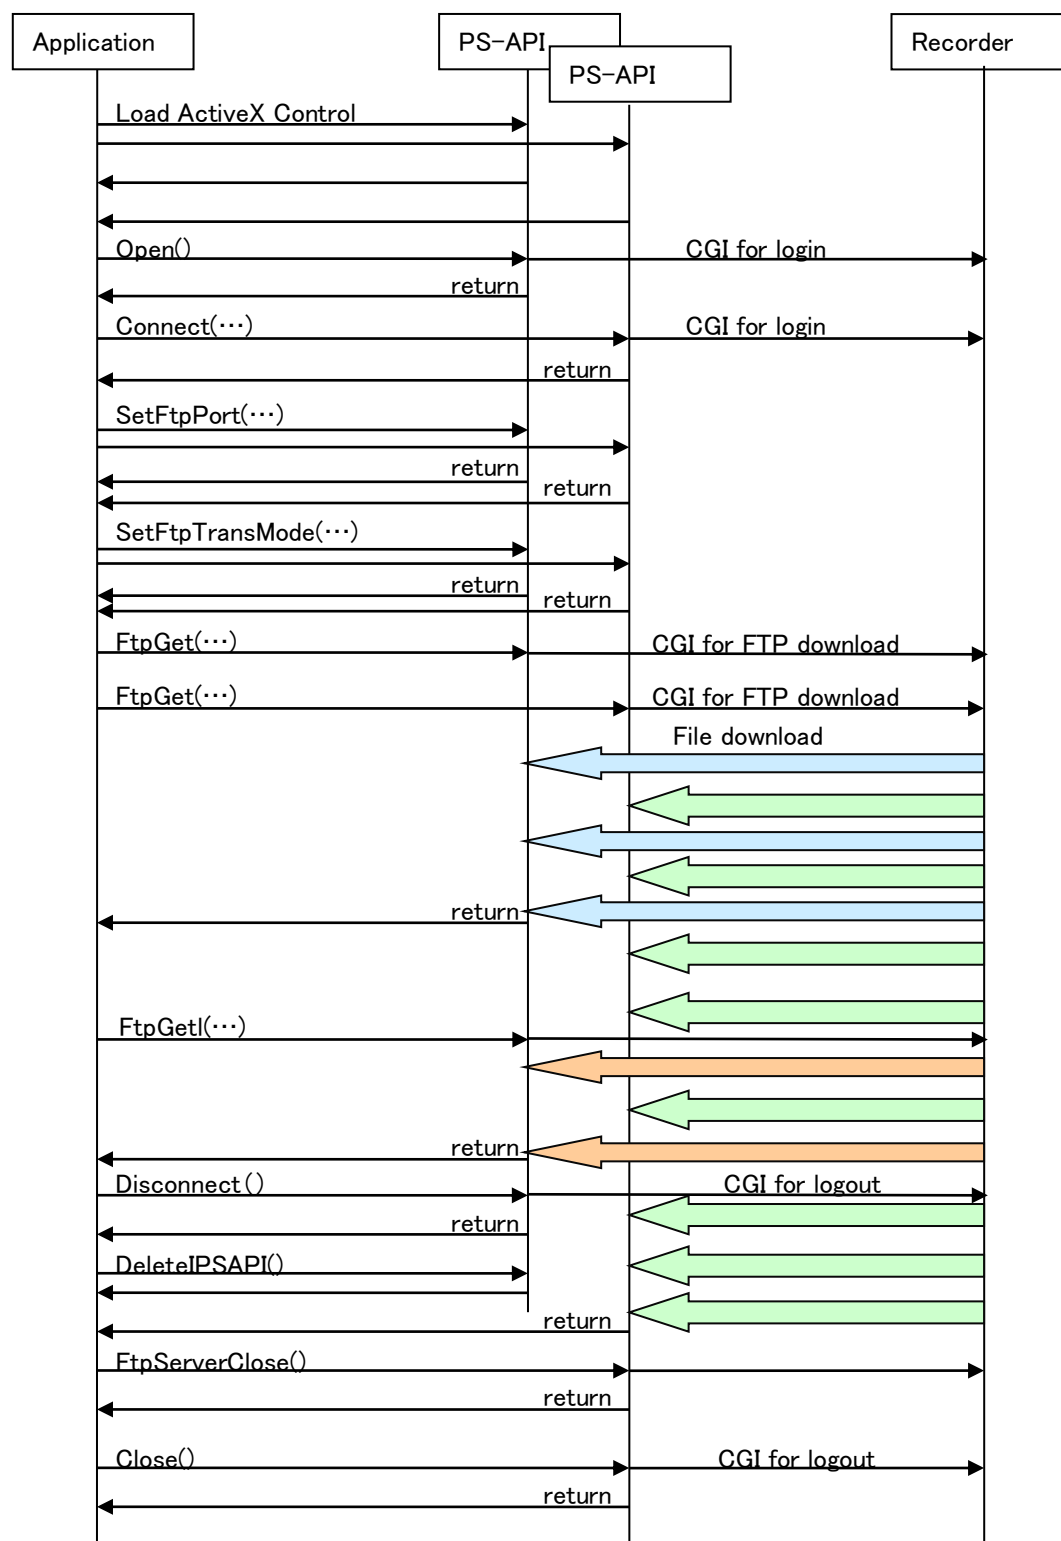 Application
PS-API
PS-API
Recorder
Load ActiveX Control
Open()
CGI for login
return
Connect(…)
CGI for login
return
SetFtpPort(…)
return
return
SetFtpTransMode(…)
return
return
FtpGet(…)
CGI for FTP download
FtpGet(…)
CGI for FTP download
File download
return
FtpGetl(…)
return
Disconnect()
CGI for logout
return
DeleteIPSAPI()
return
FtpServerClose()
return
Close()
CGI for logout
return